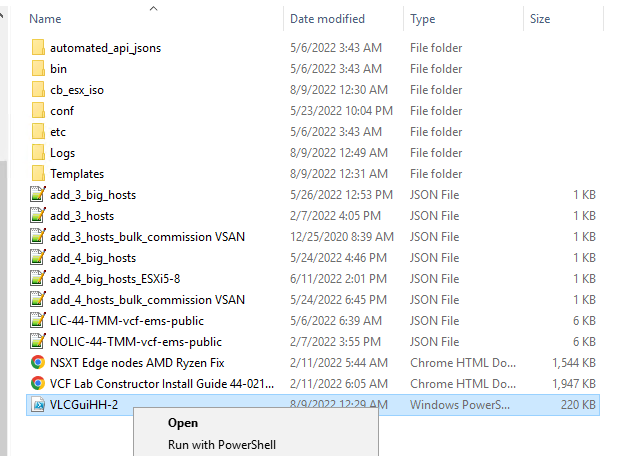 Name Date modified Type Size
automated_api_jsons 5/6/2022 3:43 AM File folder
bin 5/6/2022 3:43 AM File folder
cb_esx_iso 8/9/2022 12:30 AM File folder
conf 5/23/2022 10:04 PM File folder
etc 5/6/2022 3:43 AM File folder
Logs 8/9/2022 12:49 AM File folder
Templates 8/9/2022 12:31 AM File folder
add_3_big_hosts 5/26/2022 12:53 PM JSON File 1 KB
add_3_hosts 2/7/2022 4:05 PM JSON File 1 KB
add_3_hosts_bulk_commission VSAN 12/25/2020 8:39 AM JSON File 1 KB
add_4_big_hosts 5/24/2022 4:46 PM JSON File 1 KB
add_4_big_hosts_ESXi5-8 6/11/2022 2:01 PM JSON File 1 KB
add_4_hosts_bulk_commission VSAN 5/24/2022 6:45 PM JSON File 1 KB
LIC-44-TMM-vcf-ems-public 5/6/2022 6:39 AM JSON File 6 KB
NOLIC-44-TMM-vcf-ems-public 2/7/2022 3:55 PM JSON File 6 KB
NSXT Edge nodes AMD Ryzen Fix 2/11/2022 5:44 AM Chrome HTML Do... 1,544 KB
VCF Lab Constructor Install Guide 44-021... 2/11/2022 6:05 AM Chrome HTML Do... 1,947 KB
VLCGuiHH-2 8/9/2022 12:29 AM Windows PowerS... 220 KB
Open
Run with PowerShell